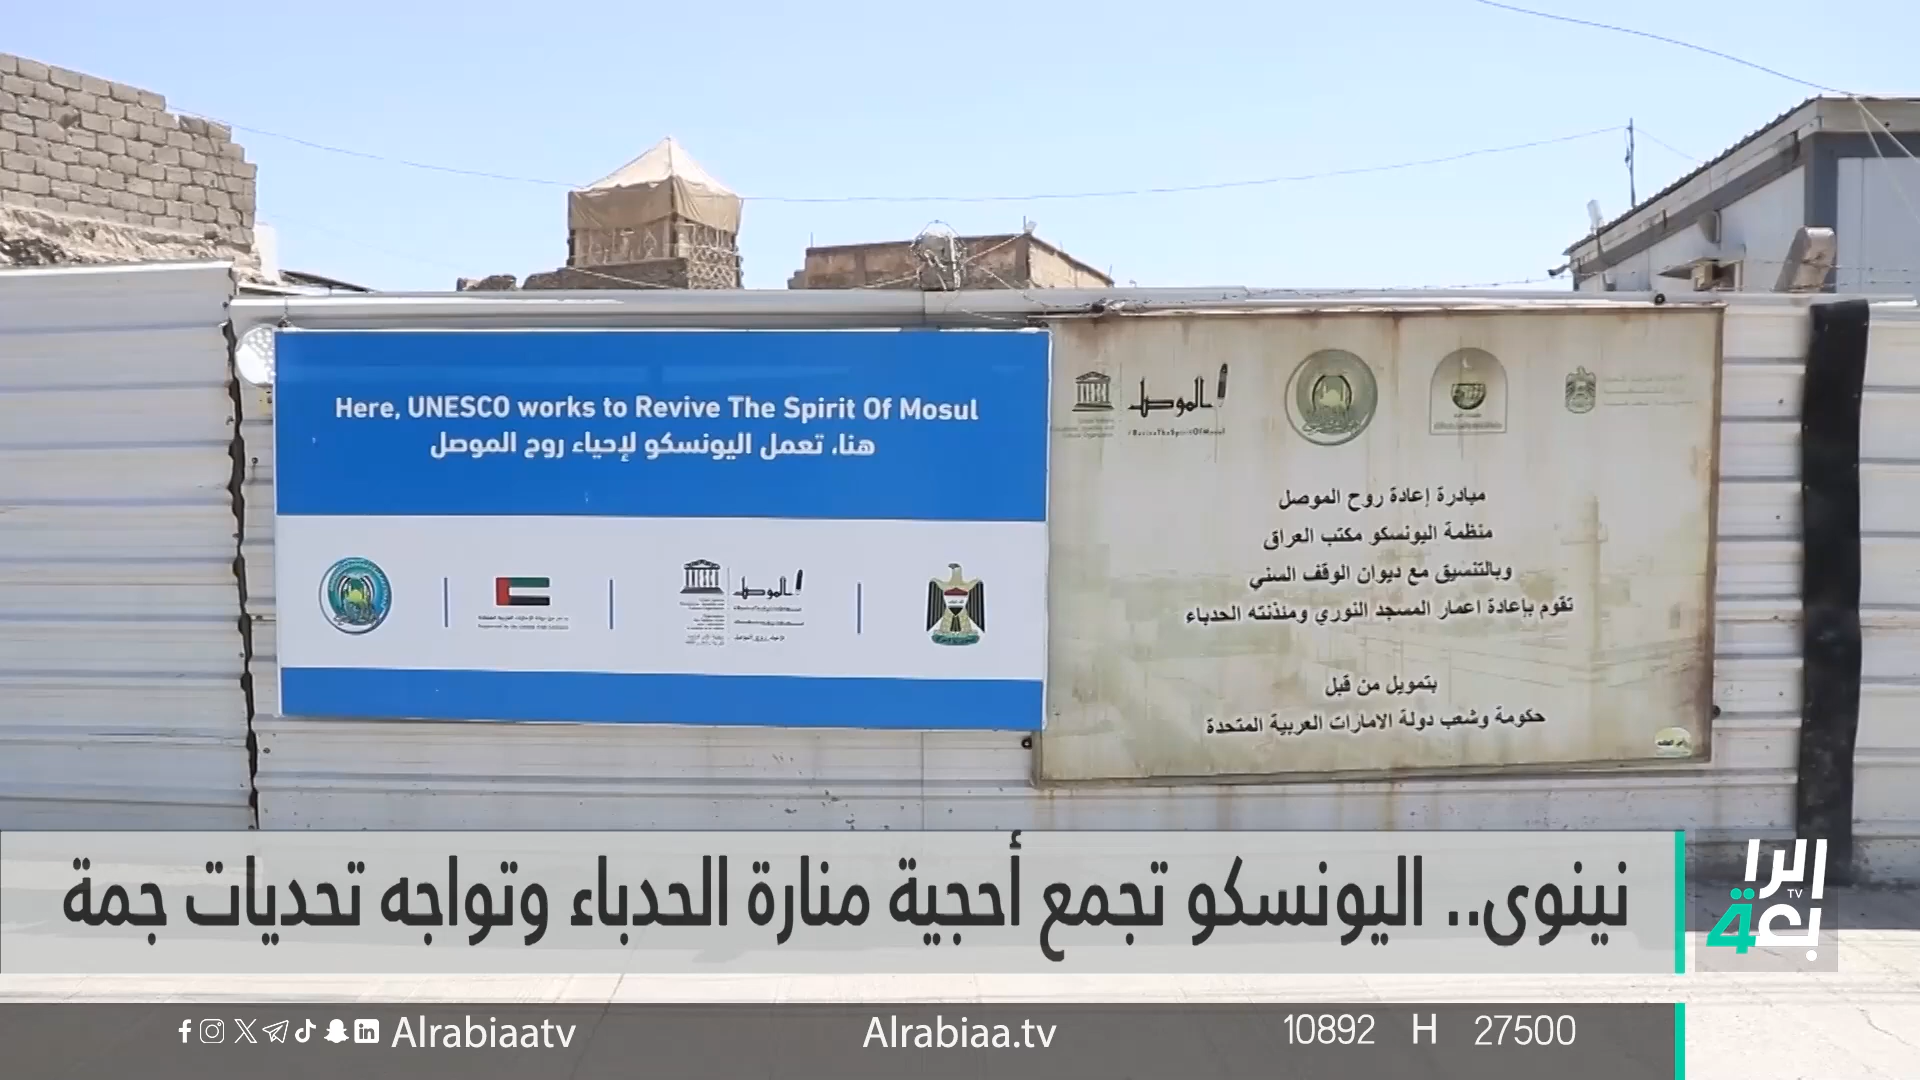 Here, UNESCO works to Revive The Spirit Of Mosul
هنا، تعمل اليونسكو لإحياء روح الموصل
الموصل
الموصل
#ReviveTheSpiritOfMosul
مبادرة إعادة روح الموصل
منظمة اليونسكو مكتب العراق
وبالتنسيق مع ديوان الوقف السني
تقوم بإعادة اعمار المسجد النوري ومئذنته الحدباء
بتمويل من قبل
حكومة وشعب دولة الامارات العربية المتحدة
نينوى.. اليونسكو تجمع أحجية منارة الحدباء وتواجه تحديات جمة
الرابعة TV 4
Alrabiaatv
Alrabiaa.tv
10892 H 27500